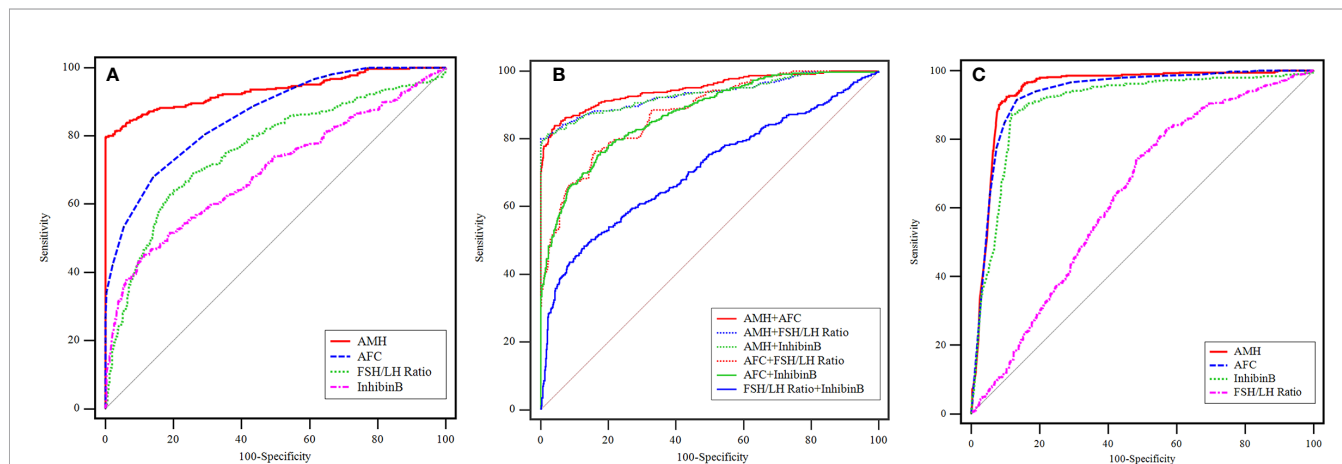 A
100
80
60
40
20
0
0 20 40 60 80 100
Sensitivity
100-Specificity
AMH
AFC
FSH/LH Ratio
InhibinB
B
100
80
60
40
20
0
0 20 40 60 80 100
Sensitivity
100-Specificity
AMH+AFC
AMH+FSH/LH Ratio
AMH+InhibinB
AFC+FSH/LH Ratio
AFC+InhibinB
FSH/LH Ratio+InhibinB
C
100
80
60
40
20
0
0 20 40 60 80 100
Sensitivity
100-Specificity
AMH
AFC
InhibinB
FSH/LH Ratio